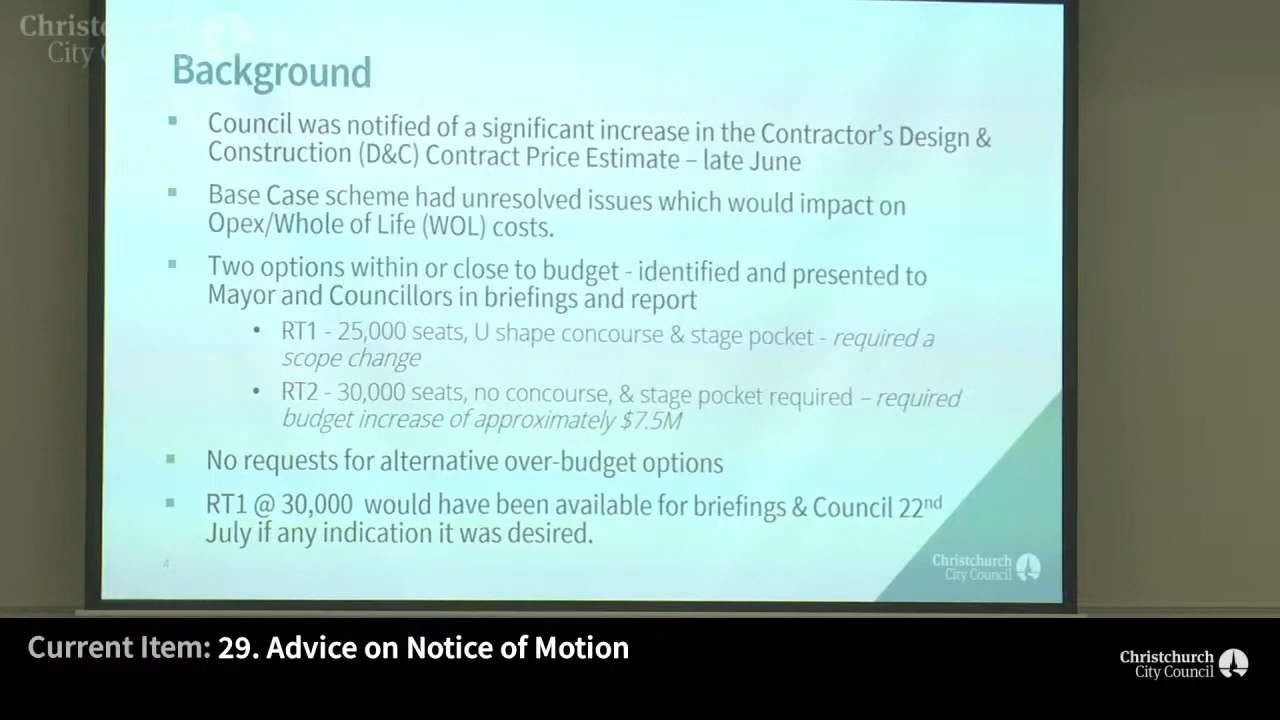 Christchurch
City Council
Background
Council was notified of a significant increase in the Contractor's Design &
Construction (D&C) Contract Price Estimate – late June
Base Case scheme had unresolved issues which would impact on
Opex/Whole of Life (WOL) costs.
Two options within or close to budget - identified and presented to
Mayor and Councillors in briefings and report
RT1 - 25,000 seats, U shape concourse & stage pocket - required a
scope change
RT2 - 30,000 seats, no concourse, & stage pocket required – required
budget increase of approximately $7.5M
No requests for alternative over-budget options
RT1 @ 30,000 would have been available for briefings & Council 22nd
July if any indication it was desired.
4
Christchurch
City Council
Current Item: 29. Advice on Notice of Motion
Christchurch
City Council